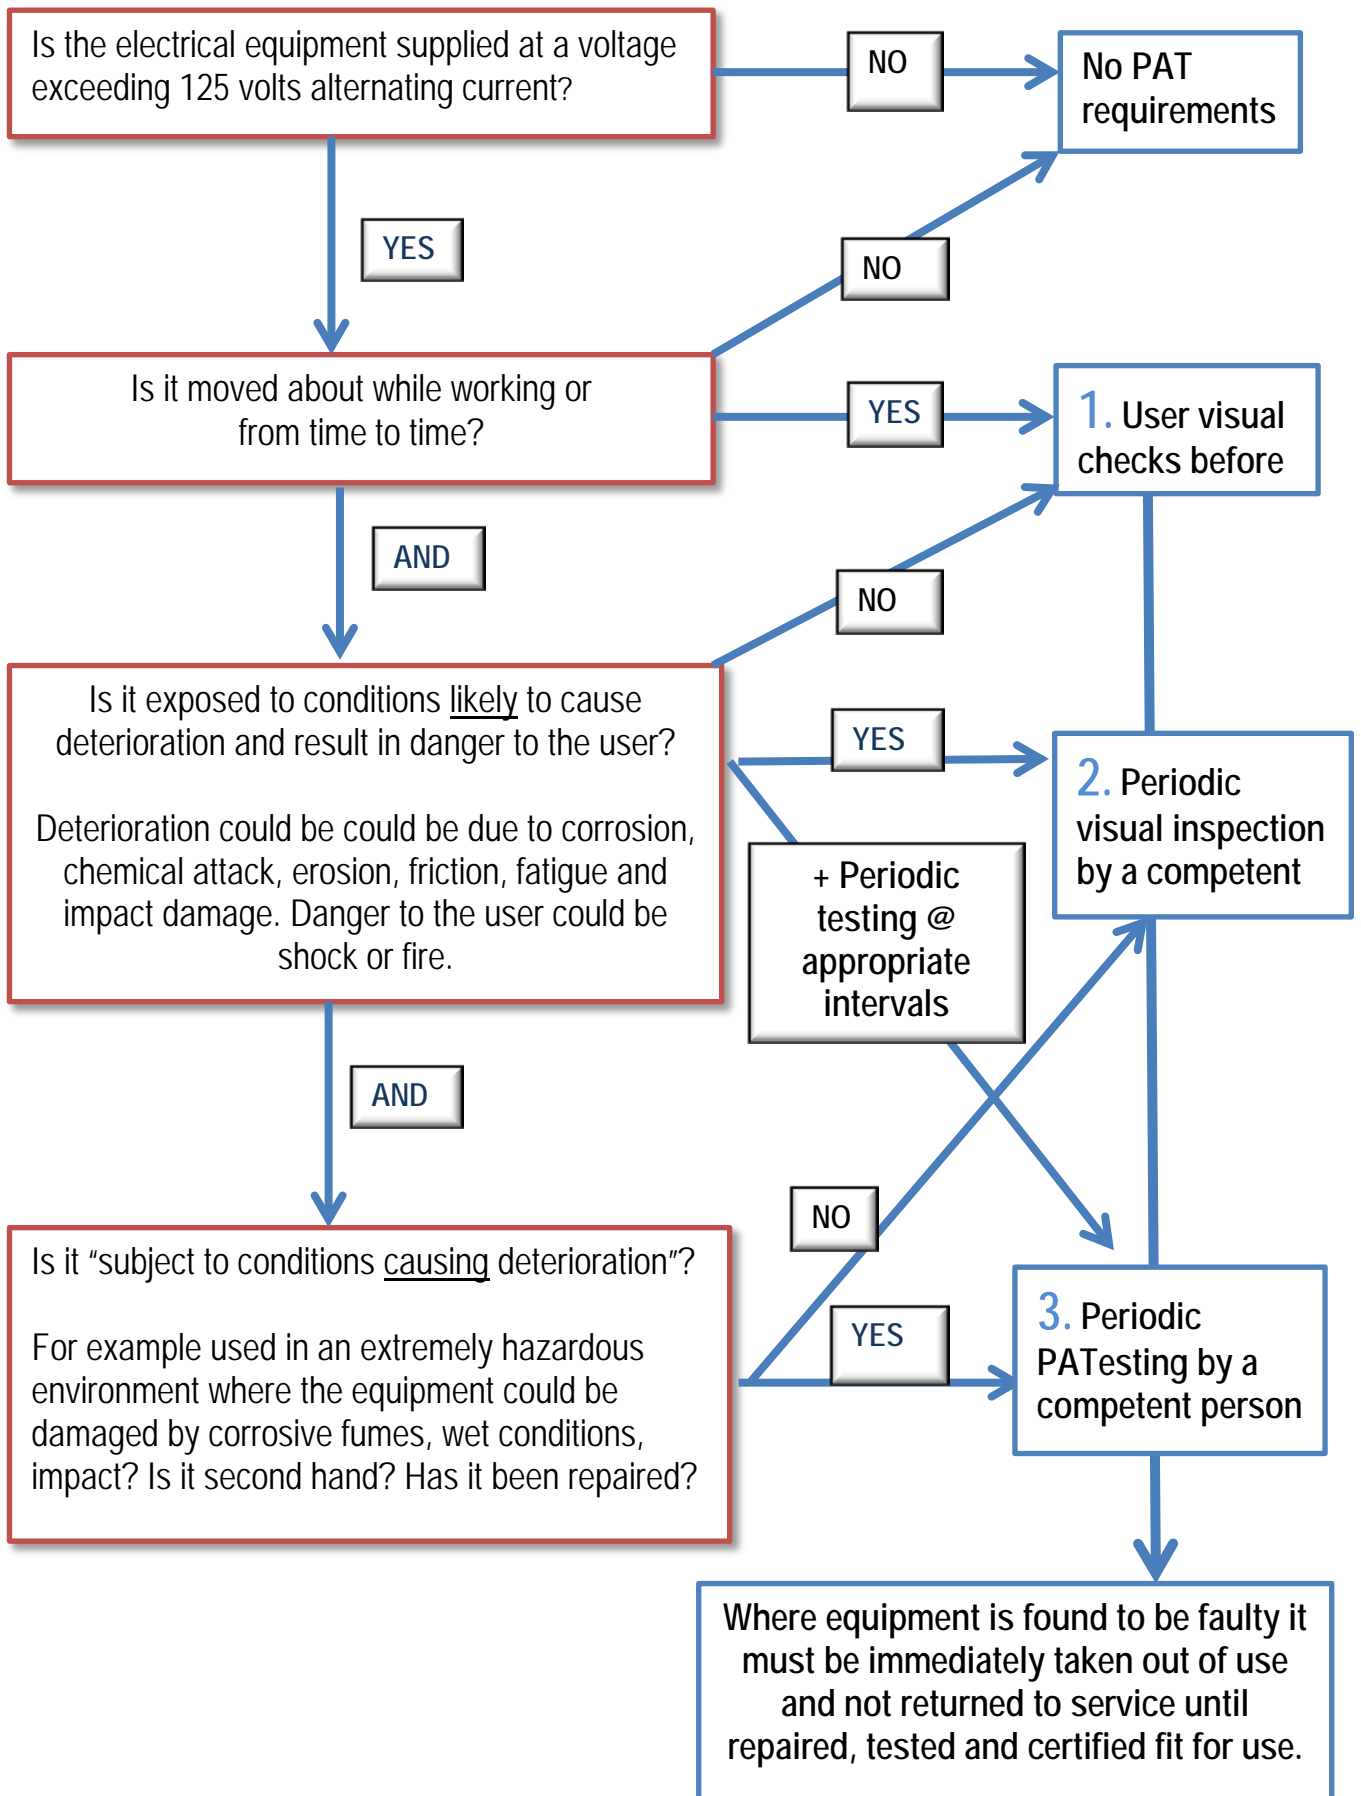 Is the electrical equipment supplied at a voltage
exceeding 125 volts alternating current?
NO
No PAT
requirements
YES
NO
Is it moved about while working or
from time to time?
YES
1. User visual
checks before
AND
NO
Is it exposed to conditions likely to cause
deterioration and result in danger to the user?
Deterioration could be could be due to corrosion,
chemical attack, erosion, friction, fatigue and
impact damage. Danger to the user could be
shock or fire.
YES
2. Periodic
visual inspection
by a competent
+ Periodic
testing @
appropriate
intervals
AND
NO
Is it “subject to conditions causing deterioration”?
For example used in an extremely hazardous
environment where the equipment could be
damaged by corrosive fumes, wet conditions,
impact? Is it second hand? Has it been repaired?
YES
3. Periodic
PATesting by a
competent person
Where equipment is found to be faulty it
must be immediately taken out of use
and not returned to service until
repaired, tested and certified fit for use.